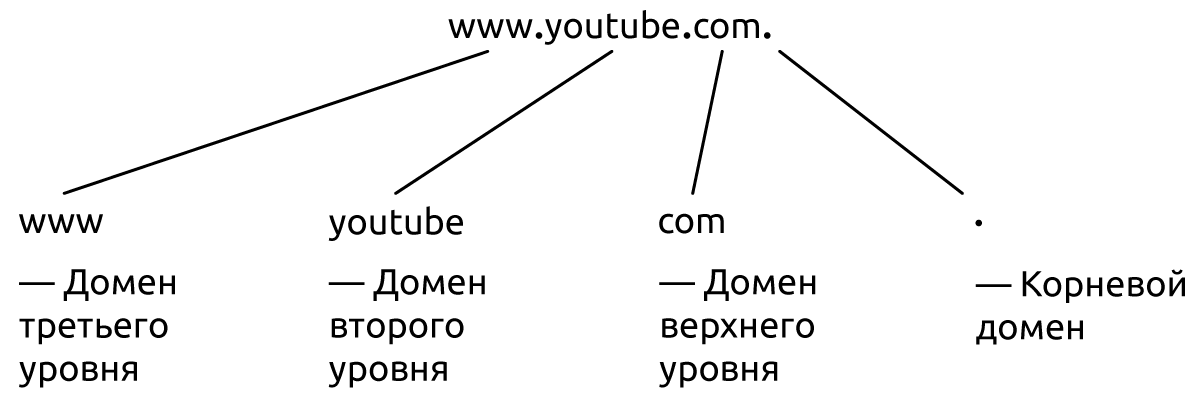 www.youtube.com.
www
— Домен
третьего
уровня
youtube
— Домен
второго
уровня
com
— Домен
верхнего
уровня
.
— Корневой
домен